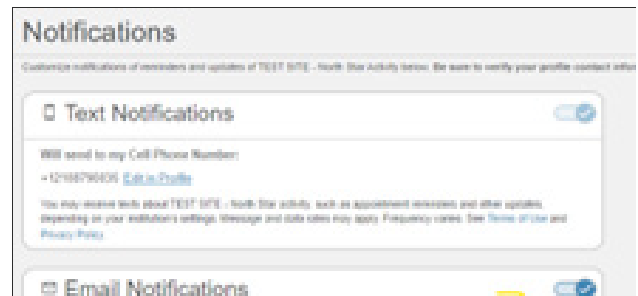 Notifications
Customize notifications of reminders and updates of TEST SITE - North Star Activity below. Be sure to verify your profile contact infor
Text Notifications
Will send to my Cell Phone Number:
Edit in Profile
You may receive texts about TEST SITE - North Star activity, such as appointment reminders and other updates
depending on your institution's settings. Message and data rates may apply. Frequency varies. See Terms of Use and
Privacy Policy
Email Notifications